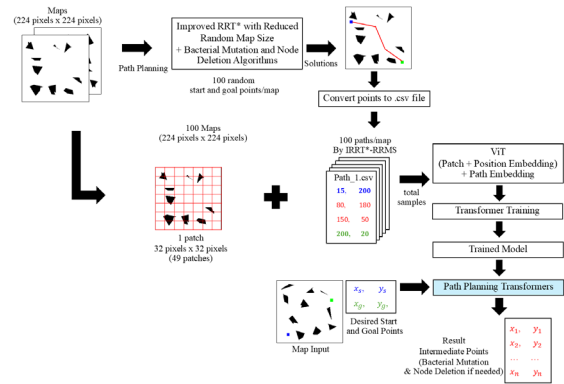 Maps
(224 pixels x 224 pixels)
Path Planning
Improved RRT* with Reduced
Random Map Size
+ Bacterial Mutation and Node
Deletion Algorithms
100 random
start and goal points/map
Solutions
Convert points to .csv file
100 Maps
(224 pixels x 224 pixels)
1 patch
32 pixels x 32 pixels
(49 patches)
100 paths/map
By IRRT*-RRMS
Path_1.csv
15, 200
80, 180
150, 50
200, 20
total
samples
ViT
(Patch + Position Embedding)
+ Path Embedding
Transformer Training
Trained Model
Path Planning Transformers
Map Input
xs, ys
xg, yg,
Desired Start
and Goal Points
Result
Intermediate Points
(Bacterial Mutation
& Node Deletion if needed)
x1, y1
x2, y2
... ...
xn yn